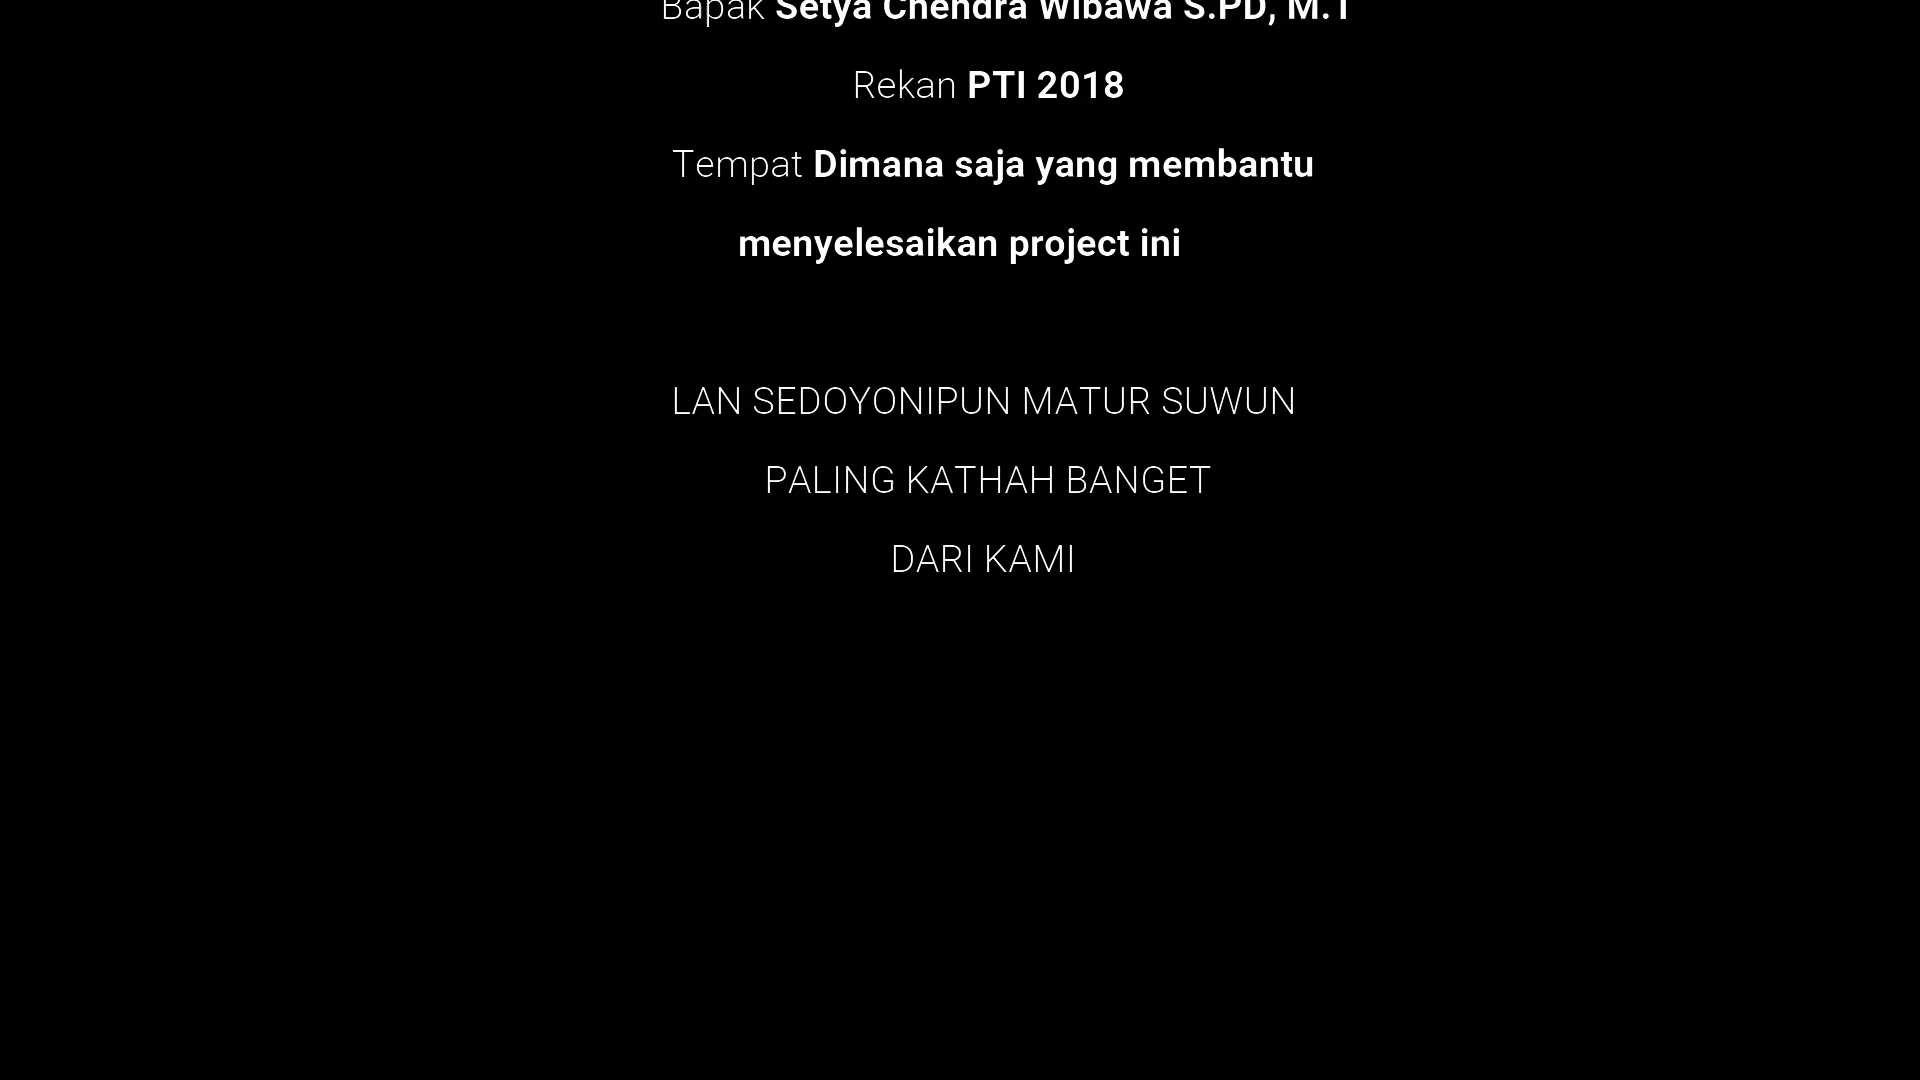 Bapak Setya Chendra Wibawa S.PD, M.T
Rekan PTI 2018
Tempat Dimana saja yang membantu
menyelesaikan project ini
LAN SEDOYONIPUN MATUR SUWUN
PALING KATHAH BANGET
DARI KAMI